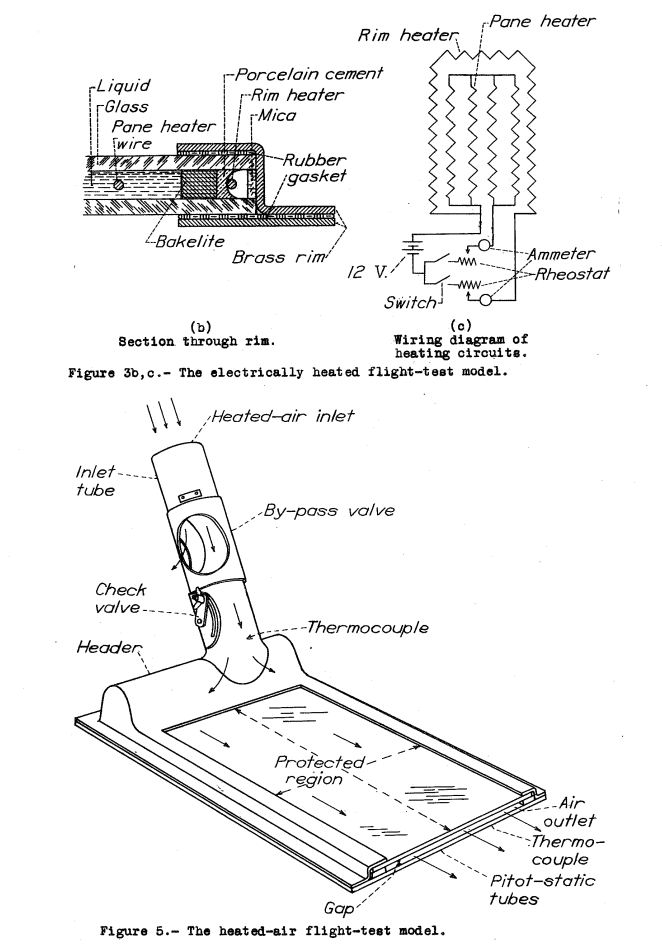 Pane heater
Rim heater
Porcelain cement
Rim heater
Mica
Liquid
Glass
Pane heater
wire
Rubber
gasket
Bakelite
Brass rim
12 V.
Ammeter
Rheostat
Switch
(b)
Section through rim.
(c)
Wiring diagram of
heating circuits.
Figure 3b,c.- The electrically heated flight-test model.
Heated-air inlet
Inlet
tube
By-pass valve
Check
valve
Thermocouple
Header
Protected
region
Air
outlet
Thermo-
couple
Pitot-static
tubes
Gap
Figure 5.- The heated-air flight-test model.